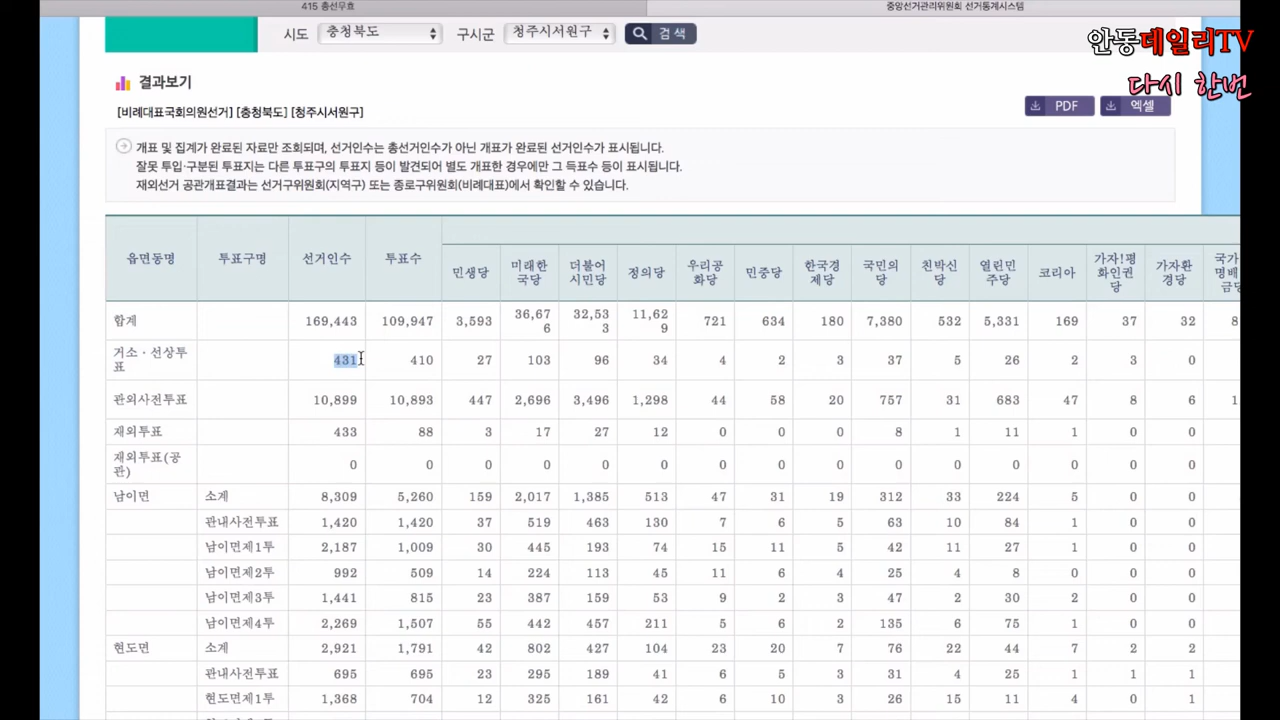 415 총선무효
중앙선거관리위원회 선거통계시스템
시도 충청북도 구시군 청주시서원구 검색
안동데일리TV
다시 한번
결과보기
[비례대표국회의원선거] [충청북도] [청주시서원구]
PDF 엑셀
개표 및 집계가 완료된 자료만 조회되며, 선거인수는 총선거인수가 아닌 개표가 완료된 선거인수가 표시됩니다.
잘못 투입·구분된 투표지는 다른 투표구의 투표지 등이 발견되어 별도 개표한 경우에만 그 득표수 등이 표시됩니다.
재외선거 공관개표결과는 선거구위원회(지역구) 또는 종로구위원회(비례대표)에서 확인할 수 있습니다.
읍면동명 투표구명 선거인수 투표수 민생당 미래한국당 더불어시민당 정의당 우리공화당 민중당 한국경제당 국민의당 친박신당 열린민주당 코리아 가자!평화인권당 가자환경당
합계 169,443 109,947 3,593 36,676 32,533 11,629 721 634 180 7,380 532 5,331 169 37 32 8
거소·선상투표 431 410 27 103 96 34 4 2 3 37 5 26 2 3 0
관외사전투표 10,899 10,893 447 2,696 3,496 1,298 44 58 20 757 31 683 47 8 6 1
재외투표 433 88 3 17 27 12 0 0 0 8 1 11 1 0 0
재외투표(공관) 0 0 0 0 0 0 0 0 0 0 0 0 0 0 0
남이면 소계 8,309 5,260 159 2,017 1,385 513 47 31 19 312 33 224 5 0 0
관내사전투표 1,420 1,420 37 519 463 130 7 6 5 63 10 84 1 0 0
남이면제1투 2,187 1,009 30 445 193 74 15 11 5 42 11 27 1 0 0
남이면제2투 992 509 14 224 113 45 11 6 4 25 4 8 0 0 0
남이면제3투 1,441 815 23 387 159 53 9 2 3 47 2 30 2 0 0
남이면제4투 2,269 1,507 55 442 457 211 5 6 2 135 6 75 1 0 0
현도면 소계 2,921 1,791 42 802 427 104 23 20 7 76 22 44 7 2 2
관내사전투표 695 695 23 295 189 41 6 5 3 31 4 25 1 1 1
현도면제1투 1,368 704 12 325 161 42 6 10 3 26 15 11 4 0 1